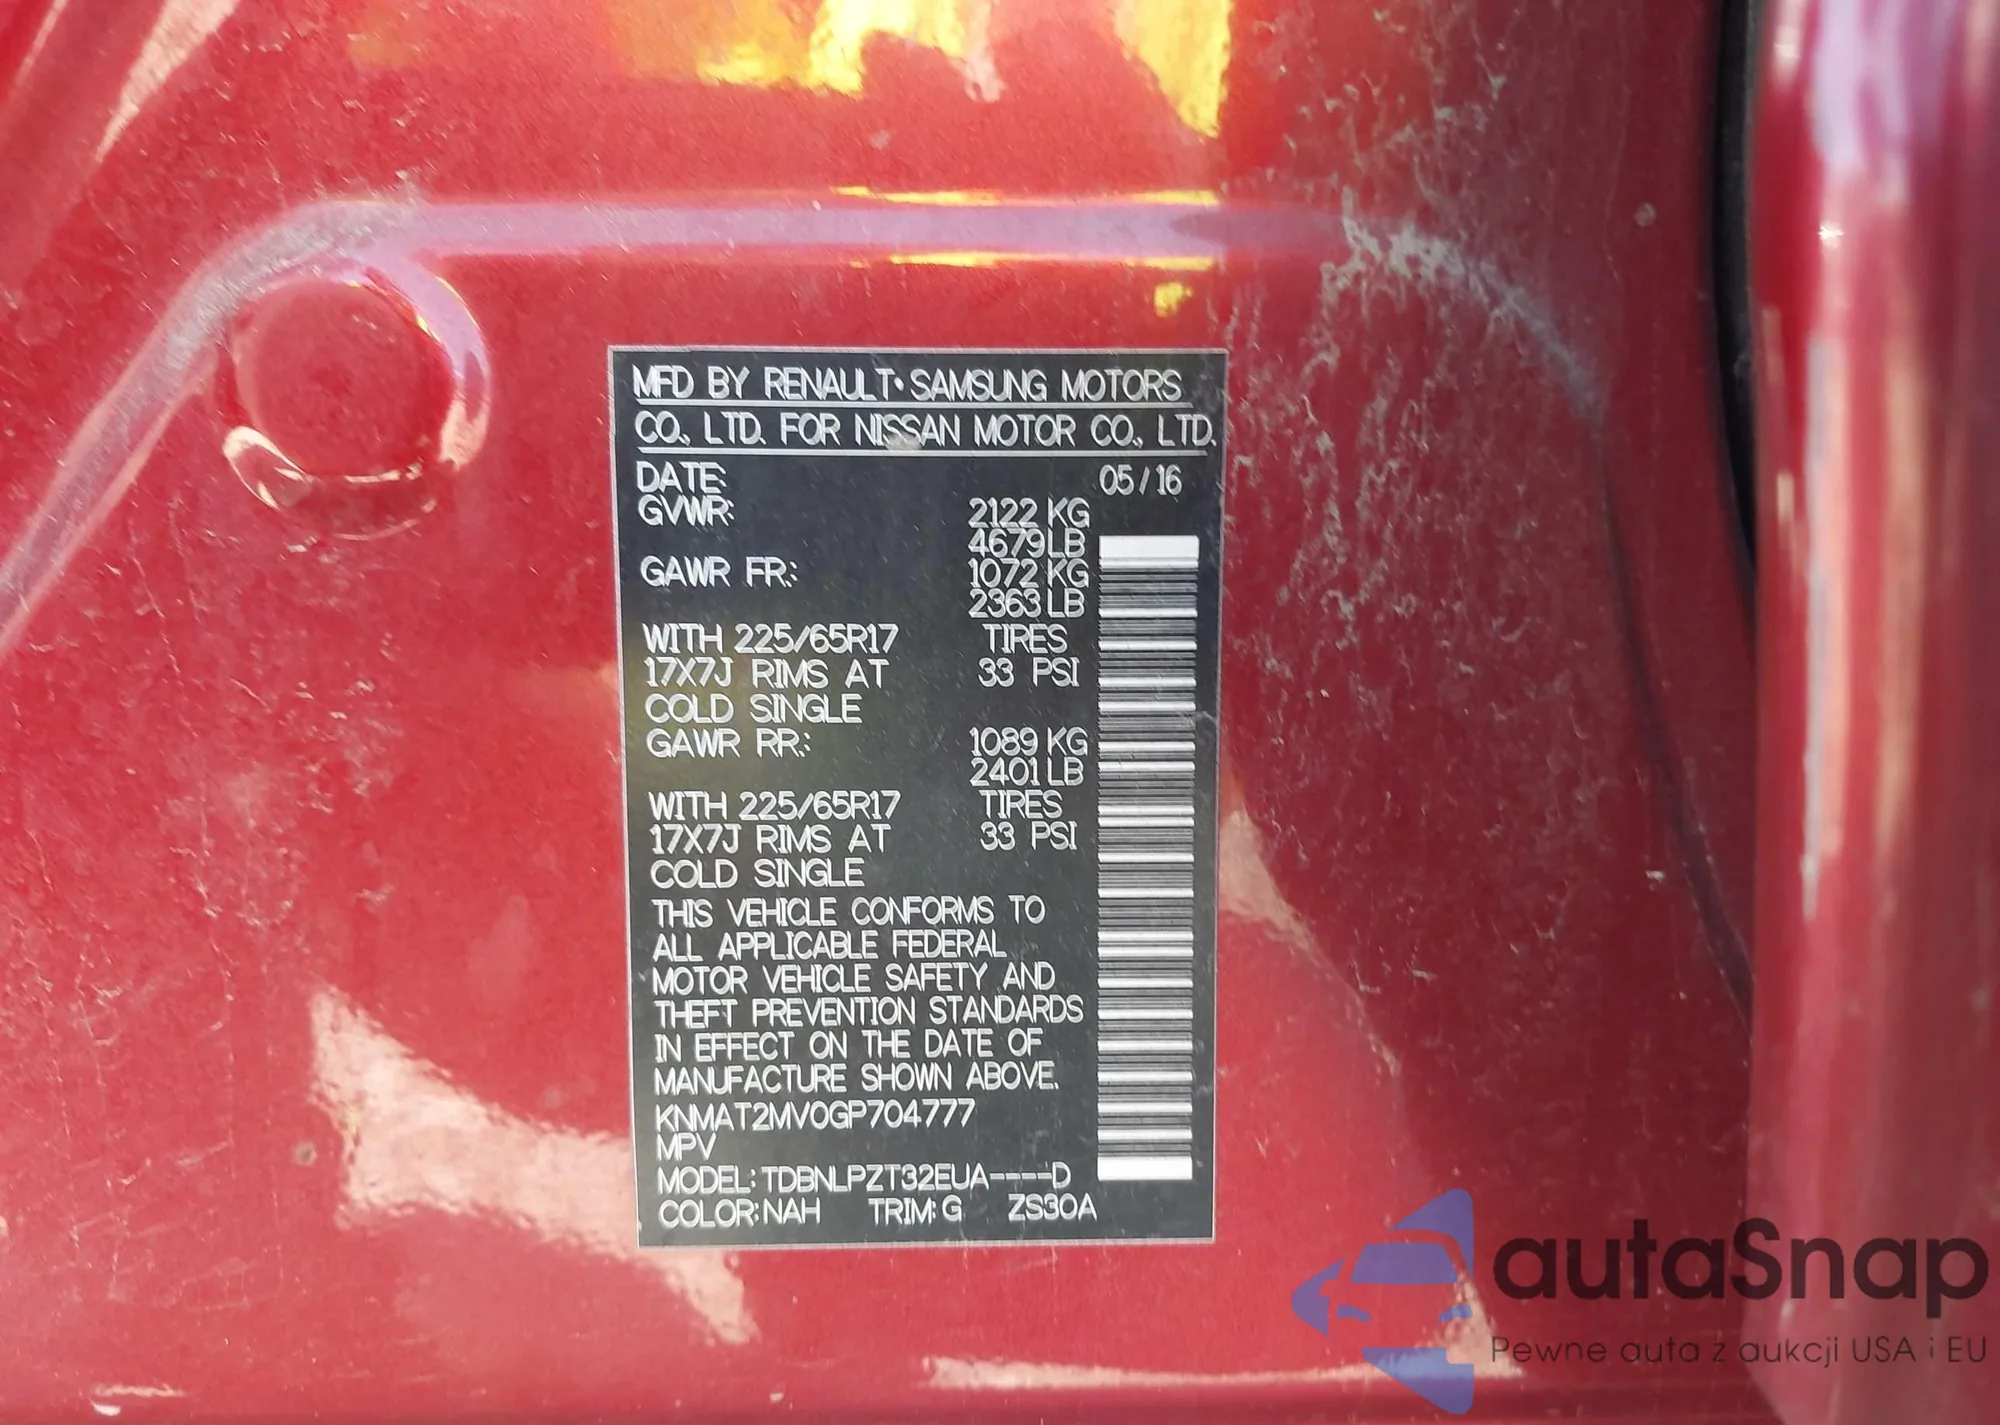 MFD BY RENAULT•SAMSUNG MOTORS
CO., LTD. FOR NISSAN MOTOR CO., LTD.
DATE: 05/16
GVWR: 2122 KG
4679 LB
GAWR FR.: 1072 KG
2363 LB
WITH 225/65R17 TIRES
17X7J RIMS AT 33 PSI
COLD SINGLE
GAWR RR.: 1089 KG
2401 LB
WITH 225/65R17 TIRES
17X7J RIMS AT 33 PSI
COLD SINGLE
THIS VEHICLE CONFORMS TO
ALL APPLICABLE FEDERAL
MOTOR VEHICLE SAFETY AND
THEFT PREVENTION STANDARDS
IN EFFECT ON THE DATE OF
MANUFACTURE SHOWN ABOVE.
KNMAT2MV0GP704777
MPV
MODEL: TDBNLPZT32EUA----D
COLOR: NAH TRIM: G ZS30A
autaSnap
Pewne auta z aukcji USA i EU